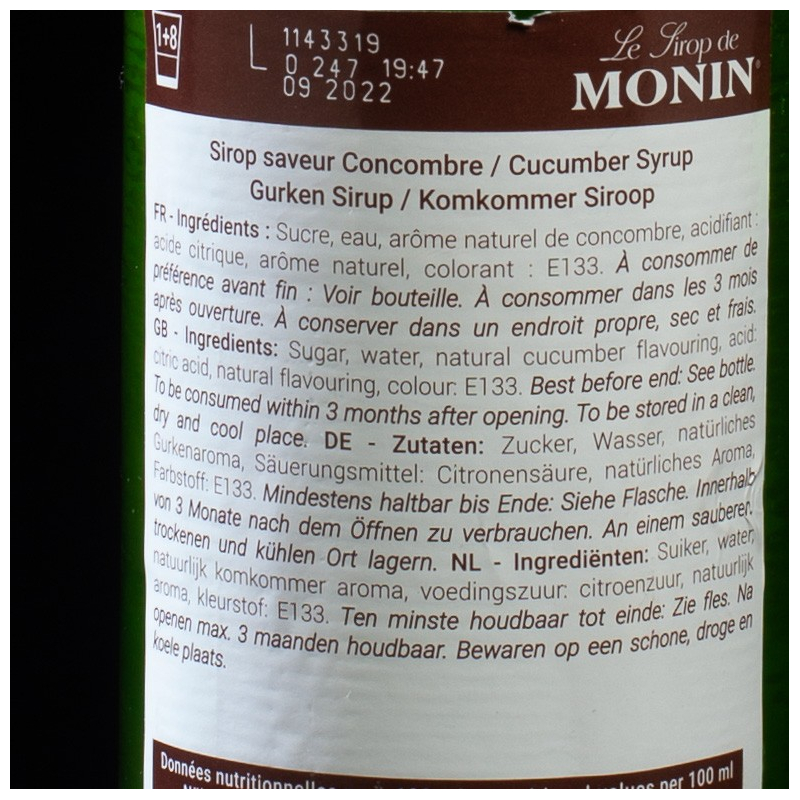 1+8
L 1143319
0 247 19:47
09 2022
Le Sirop de
MONIN®
Sirop saveur Concombre / Cucumber Syrup
Gurken Sirup / Komkommer Siroop
FR - Ingrédients : Sucre, eau, arôme naturel de concombre, acidifiant :
acide citrique, arôme naturel, colorant : E133. À consommer de
préférence avant fin : Voir bouteille. À consommer dans les 3 mois
après ouverture. À conserver dans un endroit propre, sec et frais.
GB - Ingredients: Sugar, water, natural cucumber flavouring, acid:
citric acid, natural flavouring, colour: E133. Best before end: See bottle.
To be consumed within 3 months after opening. To be stored in a clean,
dry and cool place. DE - Zutaten: Zucker, Wasser, natürliches
Gurkenaroma, Säuerungsmittel: Citronensäure, natürliches Aroma,
Farbstoff: E133. Mindestens haltbar bis Ende: Siehe Flasche. Innerhalb
von 3 Monate nach dem Öffnen zu verbrauchen. An einem sauberen,
trockenen und kühlen Ort lagern. NL - Ingrediënten: Suiker, water,
natuurlijk komkommer aroma, voedingszuur: citroenzuur, natuurlijk
aroma, kleurstof: E133. Ten minste houdbaar tot einde: Zie fles. Na
openen max. 3 maanden houdbaar. Bewaren op een schone, droge en
koele plaats.
Données nutritionnelles values per 100 ml